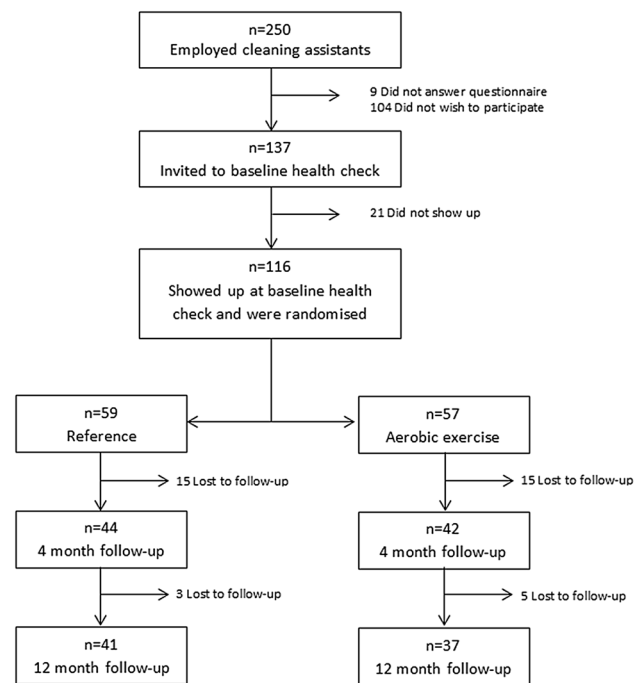 n=250
Employed cleaning assistants
9 Did not answer questionnaire
104 Did not wish to participate
n=137
Invited to baseline health check
21 Did not show up
n=116
Showed up at baseline health
check and were randomised
n=59
Reference
n=57
Aerobic exercise
15 Lost to follow-up
15 Lost to follow-up
n=44
4 month follow-up
n=42
4 month follow-up
3 Lost to follow-up
5 Lost to follow-up
n=41
12 month follow-up
n=37
12 month follow-up